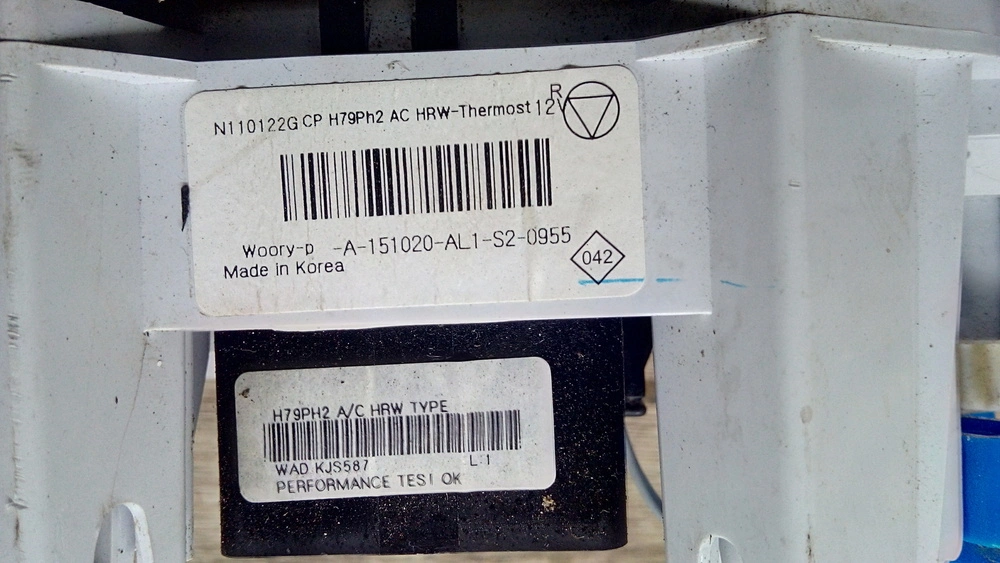 N110122G CP H79Ph2 AC HRW-Thermost 12V
R
Woory-p -A-151020-AL1-S2-0955
Made in Korea
042
H79PH2 A/C HRW TYPE
WAD KJS587 L:1
PERFORMANCE TEST OK